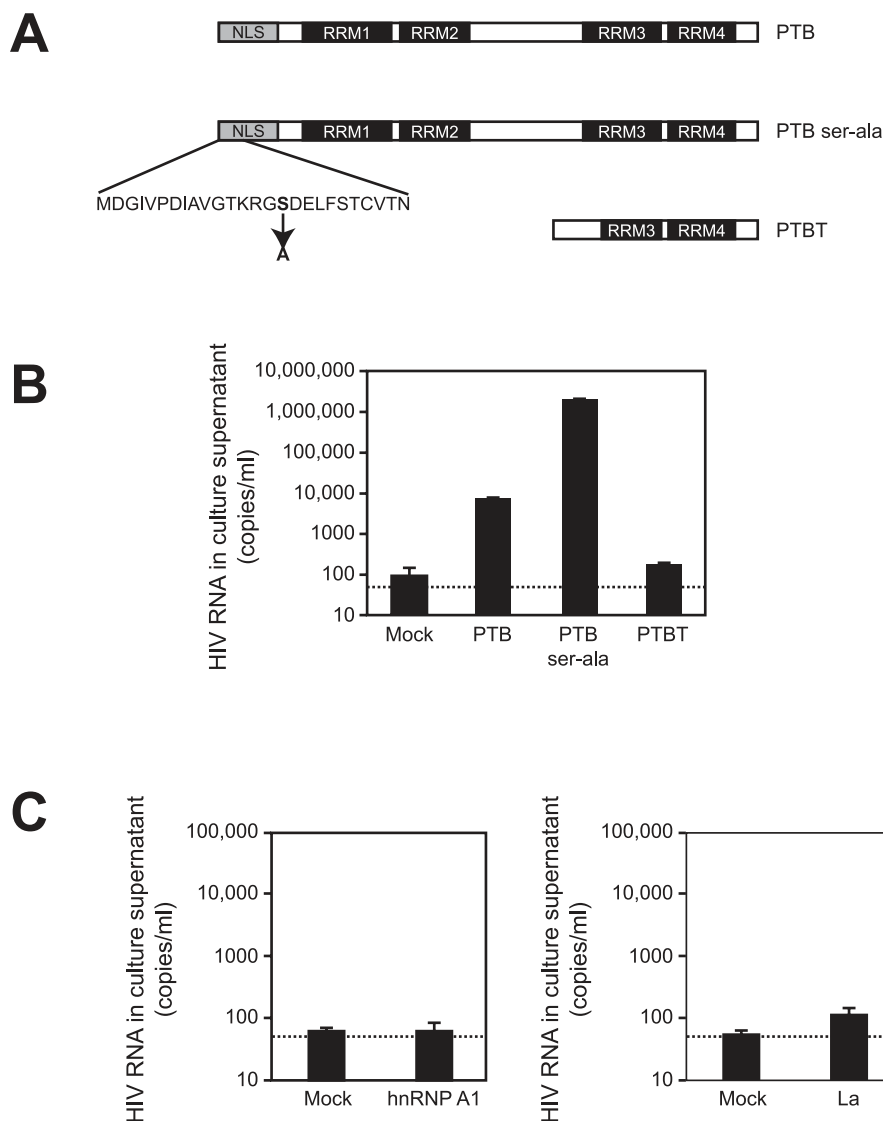 A
NLS RRM1 RRM2 RRM3 RRM4 PTB
NLS RRM1 RRM2 RRM3 RRM4 PTB ser-ala
MDGIVPDIAVGTKRGSDELFSTCVTN
A
RRM3 RRM4 PTBT
B
HIV RNA in culture supernatant
(copies/ml)
10,000,000
1,000,000
100,000
10,000
1000
100
10
Mock PTB PTB PTBT
ser-ala
C
HIV RNA in culture supernatant
(copies/ml)
100,000
10,000
1000
100
10
Mock hnRNP A1
HIV RNA in culture supernatant
(copies/ml)
100,000
10,000
1000
100
10
Mock La